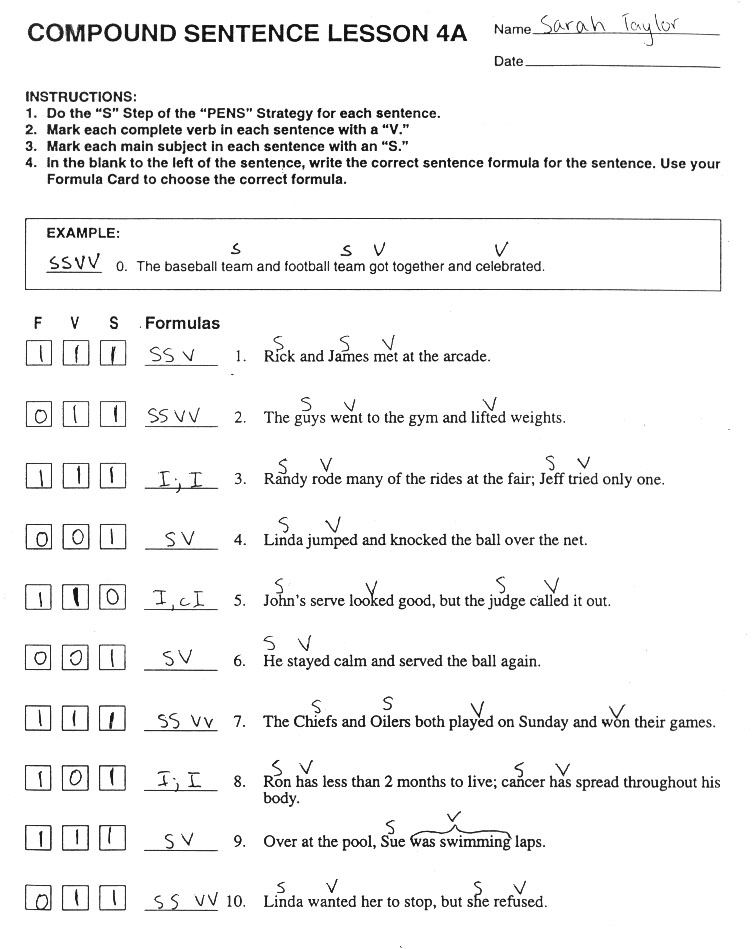 COMPOUND SENTENCE LESSON 4A
Name Sarah Taylor
Date
INSTRUCTIONS:
1. Do the “S” Step of the “PENS” Strategy for each sentence.
2. Mark each complete verb in each sentence with a “V.”
3. Mark each main subject in each sentence with an “S.”
4. In the blank to the left of the sentence, write the correct sentence formula for the sentence. Use your
Formula Card to choose the correct formula.
EXAMPLE:
S S V V
SSVV 0. The baseball team and football team got together and celebrated.
F V S Formulas
S S V
1 1 1 SS V 1. Rick and James met at the arcade.
S V V
0 1 1 SSVV 2. The guys went to the gym and lifted weights.
S V S V
1 1 1 I;I 3. Randy rode many of the rides at the fair; Jeff tried only one.
S V
0 0 1 SV 4. Linda jumped and knocked the ball over the net.
S V S V
1 1 0 I,cI 5. John’s serve looked good, but the judge called it out.
S V
0 0 1 SV 6. He stayed calm and served the ball again.
S S V V
1 1 1 SS VV 7. The Chiefs and Oilers both played on Sunday and won their games.
S V S V
1 0 1 I;I 8. Ron has less than 2 months to live; cancer has spread throughout his
body.
S V
1 1 1 SV 9. Over at the pool, Sue was swimming laps.
S V S V
0 1 1 SS VV 10. Linda wanted her to stop, but she refused.